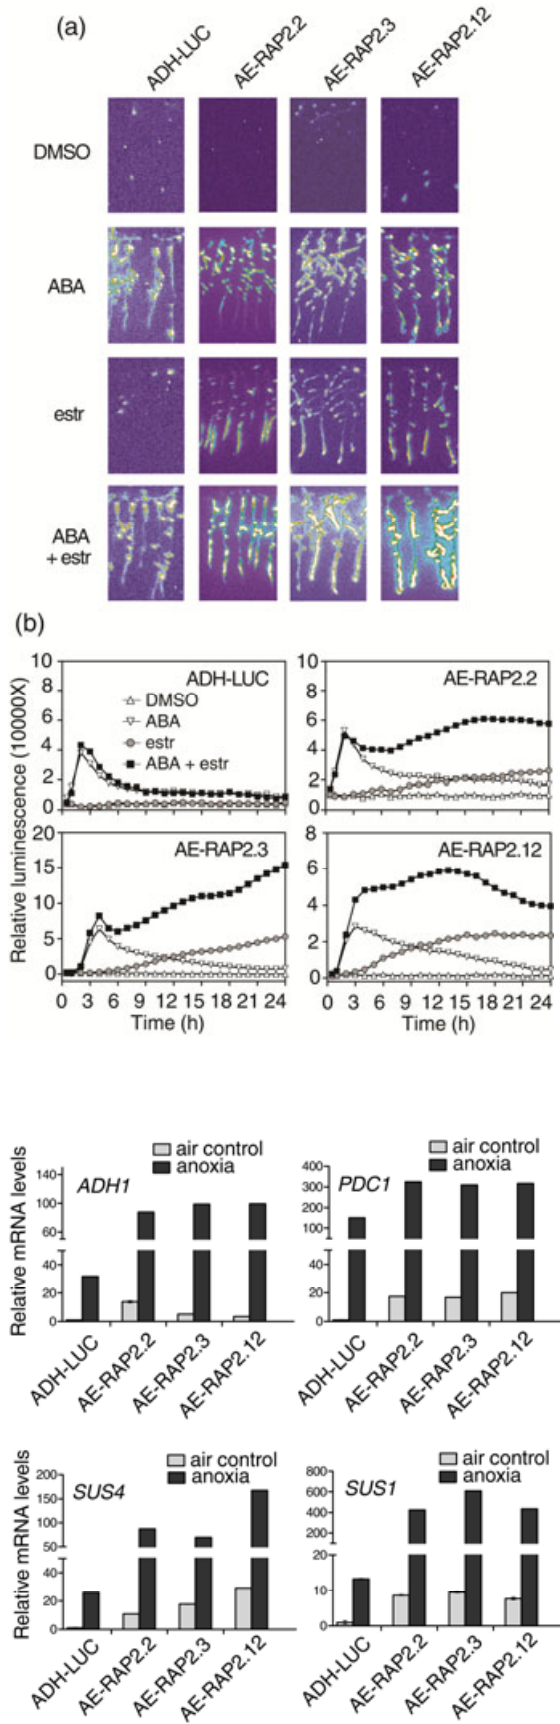 (a)
ADH-LUC
AE-RAP2.2
AE-RAP2.3
AE-RAP2.12
DMSO
ABA
estr
ABA
+ estr
(b)
Relative luminescence (10000X)
10
8
6
4
2
0
ADH-LUC
DMSO
ABA
estr
ABA + estr
10
8
6
4
2
0
AE-RAP2.2
20
15
10
5
0
AE-RAP2.3
0 3 6 9 12 15 18 21 24
Time (h)
8
6
4
2
0
AE-RAP2.12
0 3 6 9 12 15 18 21 24
Time (h)
air control
anoxia
ADH1
Relative mRNA levels
140
100
60
40
20
0
ADH-LUC
AE-RAP2.2
AE-RAP2.3
AE-RAP2.12
air control
anoxia
PDC1
400
300
200
100
40
20
0
ADH-LUC
AE-RAP2.2
AE-RAP2.3
AE-RAP2.12
air control
anoxia
SUS4
Relative mRNA levels
200
150
100
50
40
20
0
ADH-LUC
AE-RAP2.2
AE-RAP2.3
AE-RAP2.12
air control
anoxia
SUS1
800
600
400
200
20
10
0
ADH-LUC
AE-RAP2.2
AE-RAP2.3
AE-RAP2.12